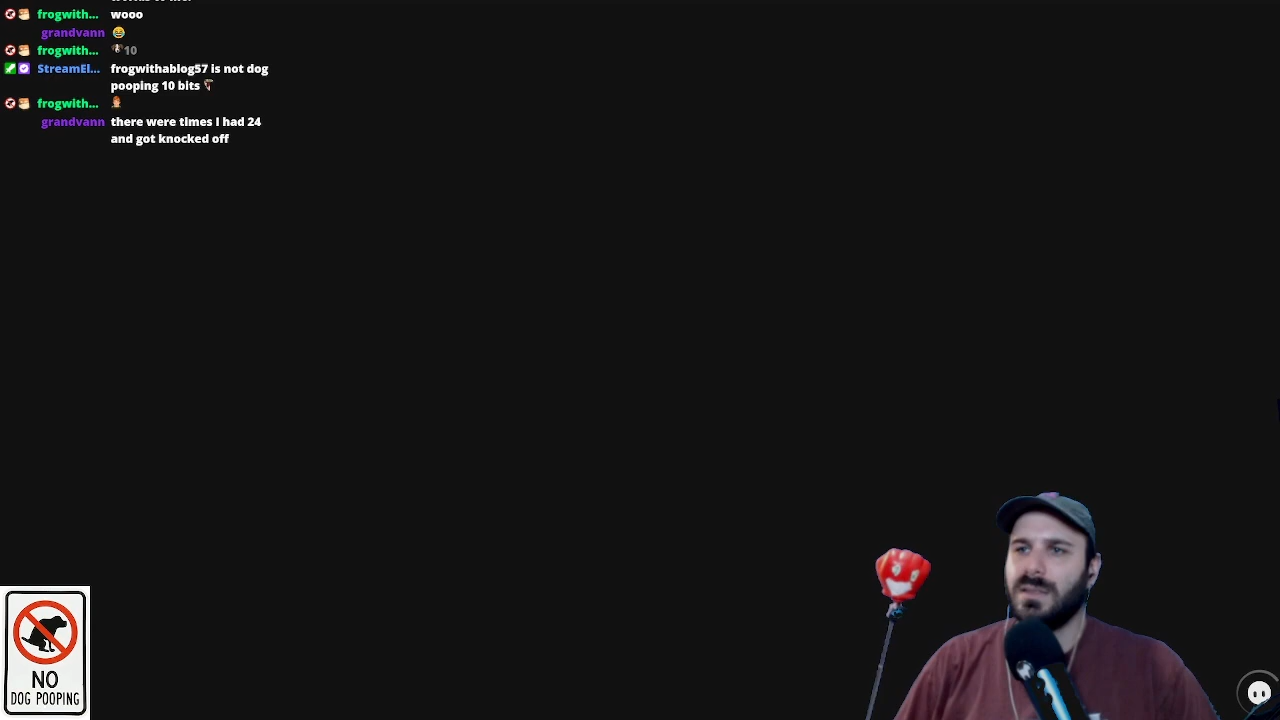 frogwith... wooo
grandvann 😂
frogwith... 10
StreamEl... frogwithablog57 is not dog
pooping 10 bits
frogwith...
grandvann there were times I had 24
and got knocked off
NO
DOG POOPING